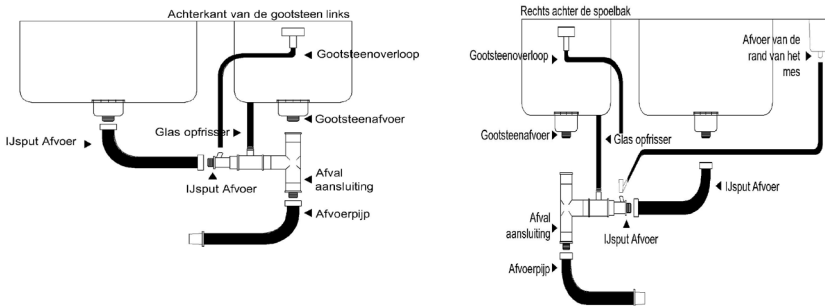 Achterkant van de gootsteen links
Gootsteenoverloop
Gootsteenafvoer
Glas opfrisser
IJsput Afvoer
IJsput Afvoer
Afval
aansluiting
Afvoerpijp
Rechts achter de spoelbak
Gootsteenoverloop
Afvoer van de
rand van het
mes
Gootsteenafvoer
Glas opfrisser
IJsput Afvoer
Afval
aansluiting
IJsput Afvoer
Afvoerpijp